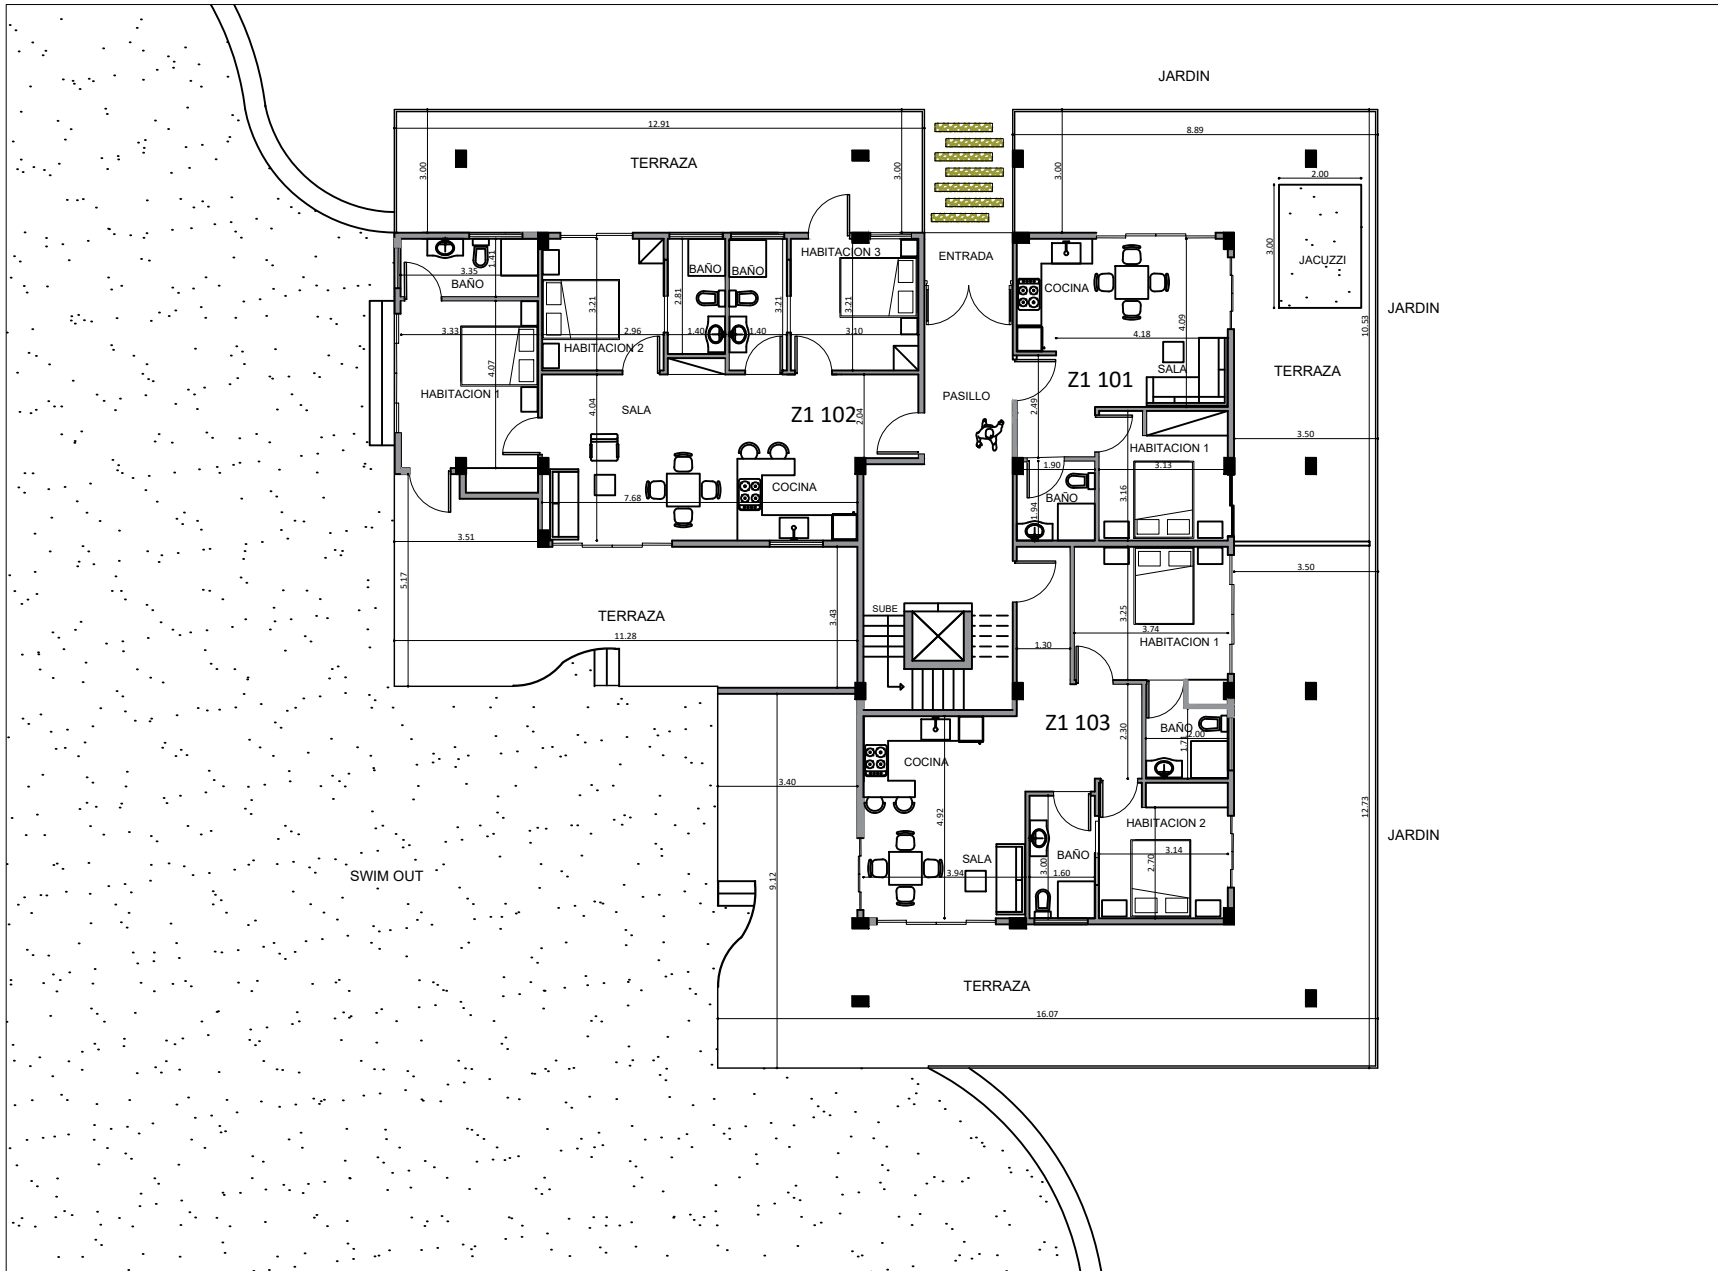 JARDIN
12.91
8.89
TERRAZA
3.00
3.00
3.00
2.00
3.00
JACUZZI
HABITACION 3
ENTRADA
BAÑO
BAÑO
1.41
3.35
BAÑO
COCINA
JARDIN
3.21
2.81
3.21
3.21
4.09
10.53
3.33
2.96
1.40
1.40
3.10
4.18
HABITACION 2
SALA
4.07
Z1 101
TERRAZA
HABITACION 1
PASILLO
4.04
SALA
Z1 102
2.04
2.49
3.50
HABITACION 1
1.90
3.13
COCINA
7.68
BAÑO
3.16
1.94
3.51
3.50
5.17
TERRAZA
3.43
SUBE
3.25
3.74
11.28
1.30
HABITACION 1
Z1 103
2.30
BAÑO
2.00
1.71
COCINA
3.40
4.92
12.73
HABITACION 2
JARDIN
SALA
BAÑO
3.14
3.94
3.00
1.60
2.70
SWIM OUT
9.12
TERRAZA
16.07